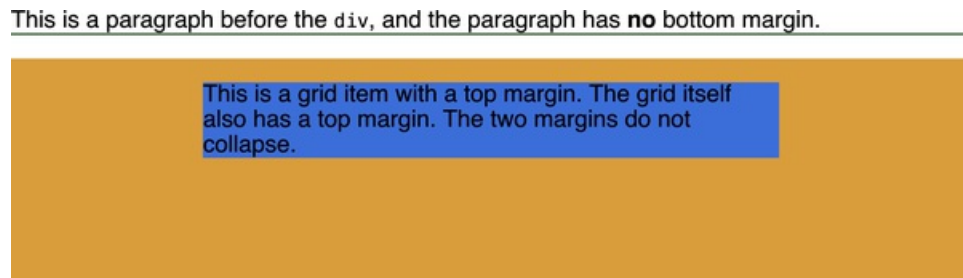 This is a paragraph before the div, and the paragraph has no bottom margin.
This is a grid item with a top margin. The grid itself
also has a top margin. The two margins do not
collapse.